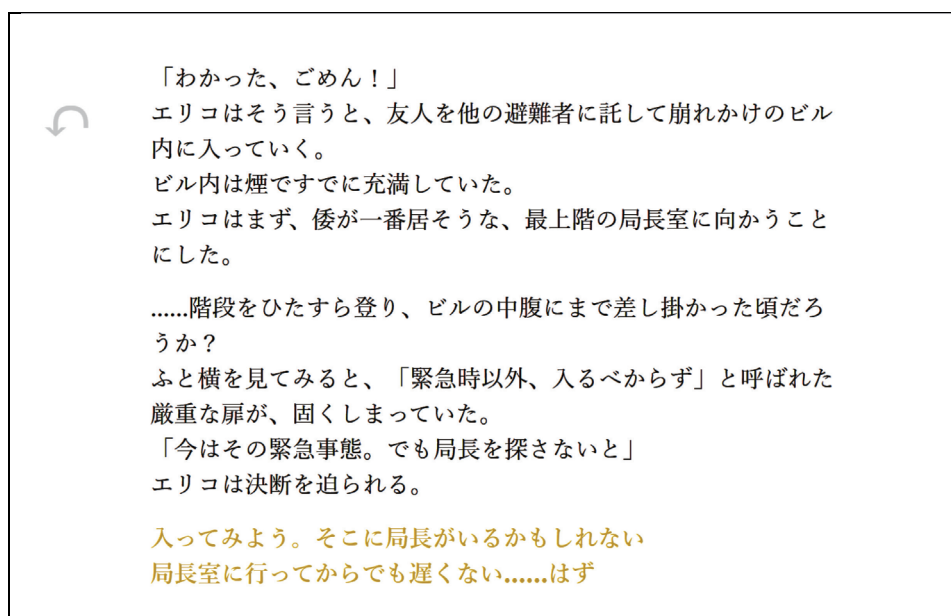 「わかった、ごめん！」
エリコはそう言うと、友人を他の避難者に託して崩れかけのビル
内に入っていく。
ビル内は煙ですでに充満していた。
エリコはまず、倭が一番居そうな、最上階の局長室に向かうこと
にした。
......階段をひたすら登り、ビルの中腹にまで差し掛かった頃だろ
うか？
ふと横を見てみると、「緊急時以外、入るべからず」と呼ばれた
厳重な扉が、固くしまっていた。
「今はその緊急事態。でも局長を探さないと」
エリコは決断を迫られる。
入ってみよう。そこに局長がいるかもしれない
局長室に行ってからでも遅くない......はず